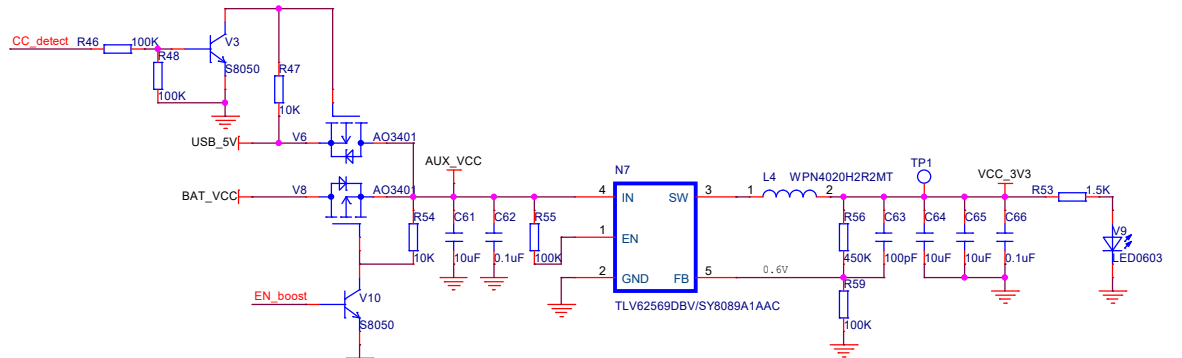 CC_detect
R46
100K
R48
100K
V3
S8050
R47
10K
USB_5V
V6
AO3401
BAT_VCC
V8
AO3401
AUX_VCC
R54
10K
C61
10uF
C62
0.1uF
R55
100K
EN_boost
V10
S8050
N7
4
IN
SW
3
1
EN
2
GND
FB
5
TLV62569DBV/SY8089A1AAC
L4
WPN4020H2R2MT
1
2
0.6V
R56
450K
R59
100K
C63
100pF
TP1
C64
10uF
C65
10uF
VCC_3V3
C66
0.1uF
R53
1.5K
V9
LED0603